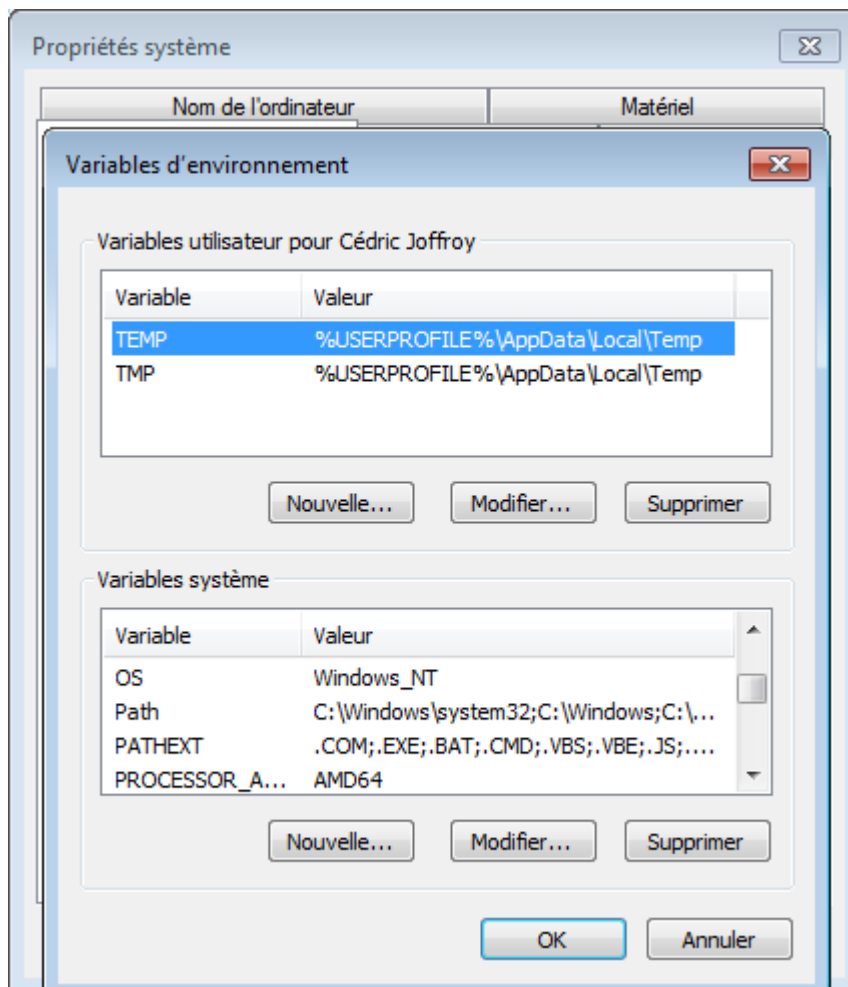 Propriétés système
Nom de l'ordinateur Matériel
Variables d'environnement
Variables utilisateur pour Cédric Joffroy
Variable Valeur
TEMP %USERPROFILE%\AppData\Local\Temp
TMP %USERPROFILE%\AppData\Local\Temp
Nouvelle... Modifier... Supprimer
Variables système
Variable Valeur
OS Windows_NT
Path C:\Windows\system32;C:\Windows;C:\...
PATHEXT .COM;.EXE;.BAT;.CMD;.VBS;.VBE;.JS;....
PROCESSOR_A... AMD64
Nouvelle... Modifier... Supprimer
OK Annuler